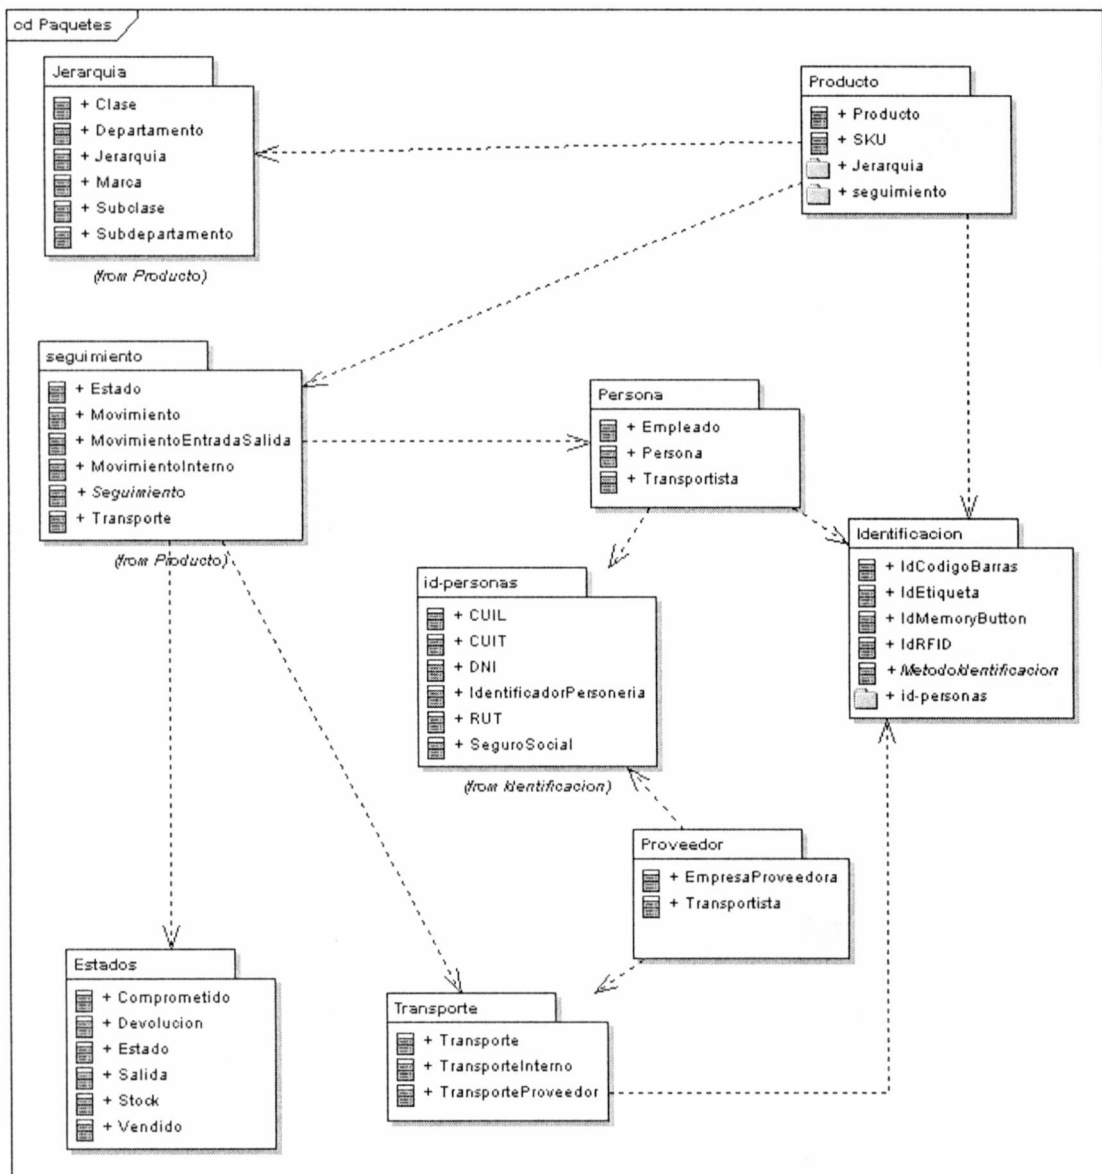 cd Paquetes
Jerarquia
+ Clase
+ Departamento
+ Jerarquia
+ Marca
+ Subclase
+ Subdepartamento
(from Producto)
Producto
+ Producto
+ SKU
+ Jerarquia
+ seguimiento
seguimiento
+ Estado
+ Movimiento
+ MovimientoEntradaSalida
+ MovimientoInterno
+ Seguimiento
+ Transporte
(from Producto)
Persona
+ Empleado
+ Persona
+ Transportista
Identificacion
+ IdCodigoBarras
+ IdEtiqueta
+ IdMemoryButton
+ IdRFID
+ MetodoIdentificacion
+ id-personas
id-personas
+ CUIL
+ CUIT
+ DNI
+ IdentificadorPersoneria
+ RUT
+ SeguroSocial
(from Identificacion)
Proveedor
+ EmpresaProveedora
+ Transportista
Estados
+ Comprometido
+ Devolucion
+ Estado
+ Salida
+ Stock
+ Vendido
Transporte
+ Transporte
+ TransporteInterno
+ TransporteProveedor